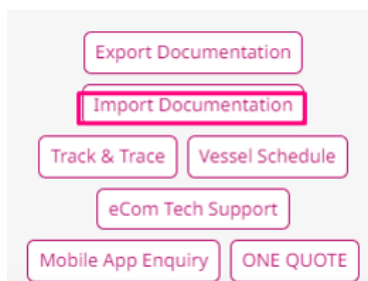 Export Documentation
Import Documentation
Track & Trace Vessel Schedule
eCom Tech Support
Mobile App Enquiry ONE QUOTE